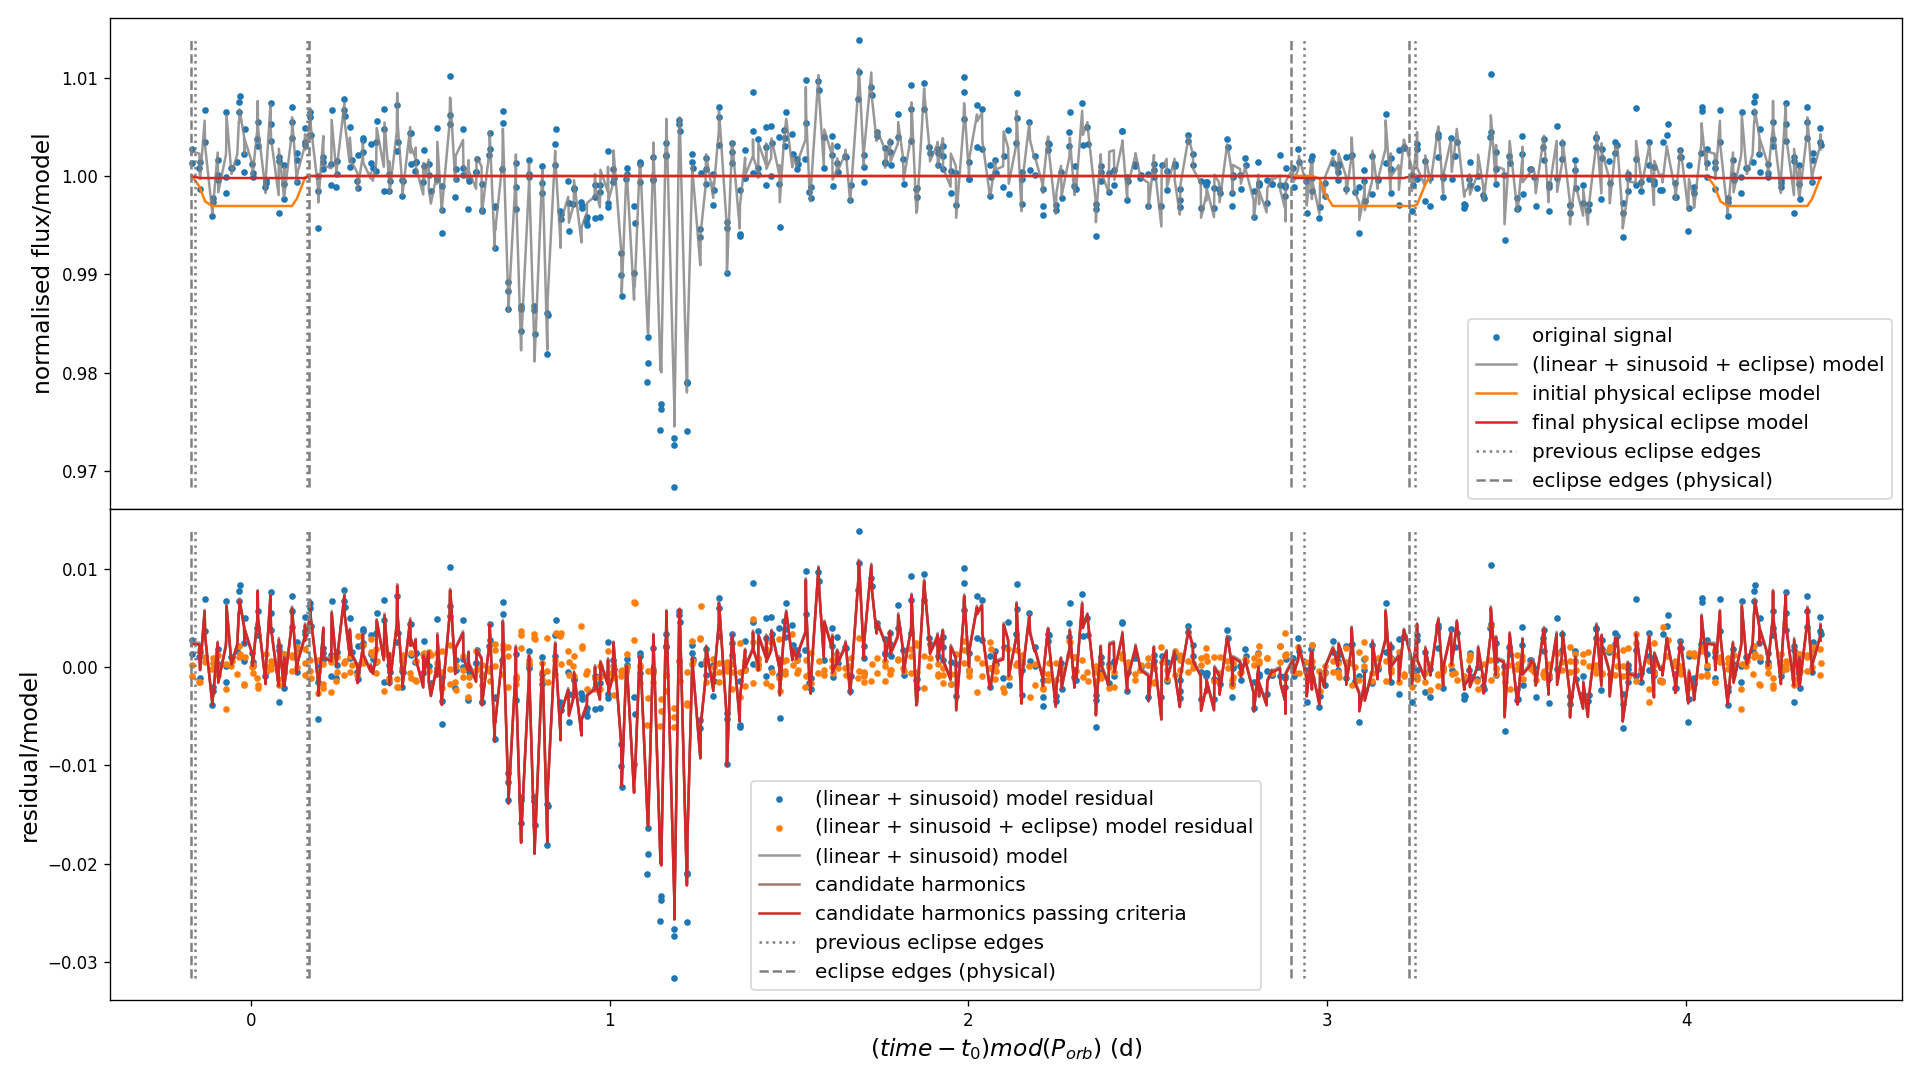 normalised flux/model
1.01
1.00
0.99
0.98
0.97
original signal
(linear + sinusoid + eclipse) model
initial physical eclipse model
final physical eclipse model
previous eclipse edges
eclipse edges (physical)
residual/model
0.01
0.00
−0.01
−0.02
−0.03
(linear + sinusoid) model residual
(linear + sinusoid + eclipse) model residual
(linear + sinusoid) model
candidate harmonics
candidate harmonics passing criteria
previous eclipse edges
eclipse edges (physical)
0 1 2 3 4
(time − t₀)mod(Pₒᵣᵦ) (d)